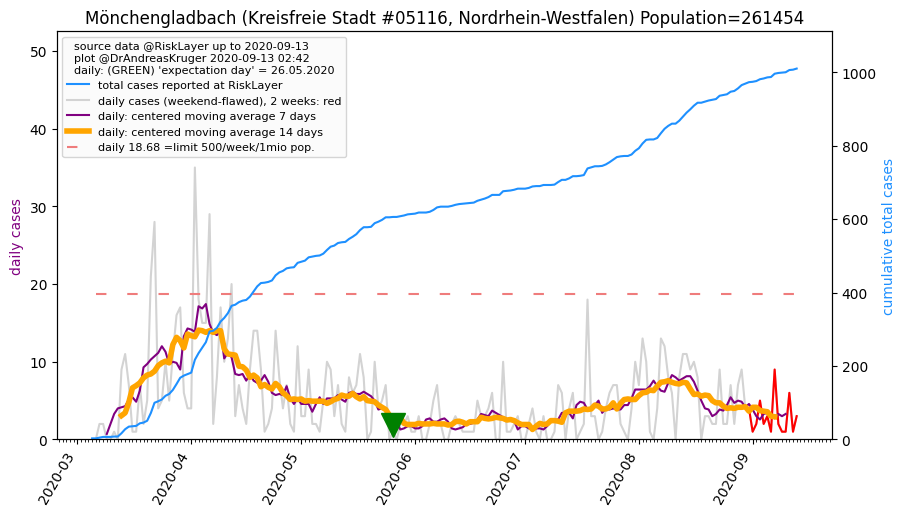 Mönchengladbach (Kreisfreie Stadt #05116, Nordrhein-Westfalen) Population=261454
source data @RiskLayer up to 2020-09-13
plot @DrAndreasKruger 2020-09-13 02:42
daily: (GREEN) 'expectation day' = 26.05.2020
total cases reported at RiskLayer
daily cases (weekend-flawed), 2 weeks: red
daily: centered moving average 7 days
daily: centered moving average 14 days
daily 18.68 =limit 500/week/1mio pop.
daily cases
50
40
30
20
10
0
cumulative total cases
1000
800
600
400
200
0
2020-03
2020-04
2020-05
2020-06
2020-07
2020-08
2020-09